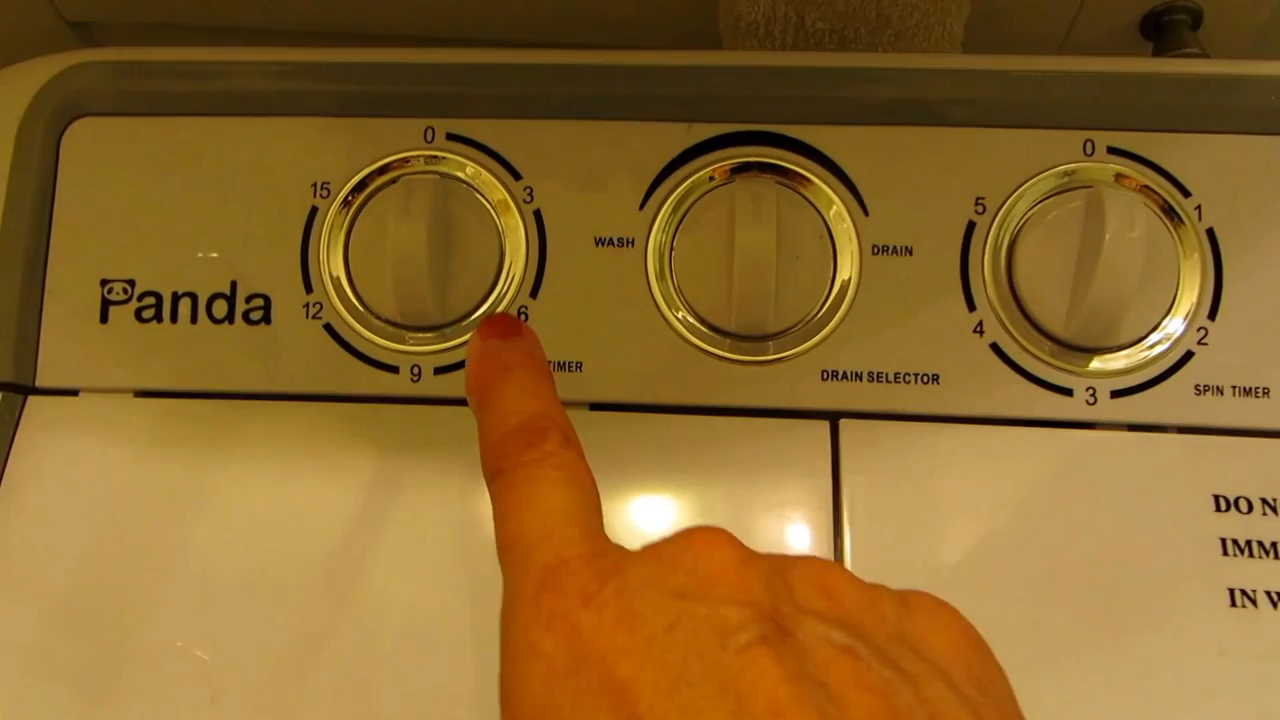 Panda
0
3
6
9
12
15
TIMER
WASH
DRAIN
DRAIN SELECTOR
0
1
2
3
4
5
SPIN TIMER
DO N
IMM
IN W